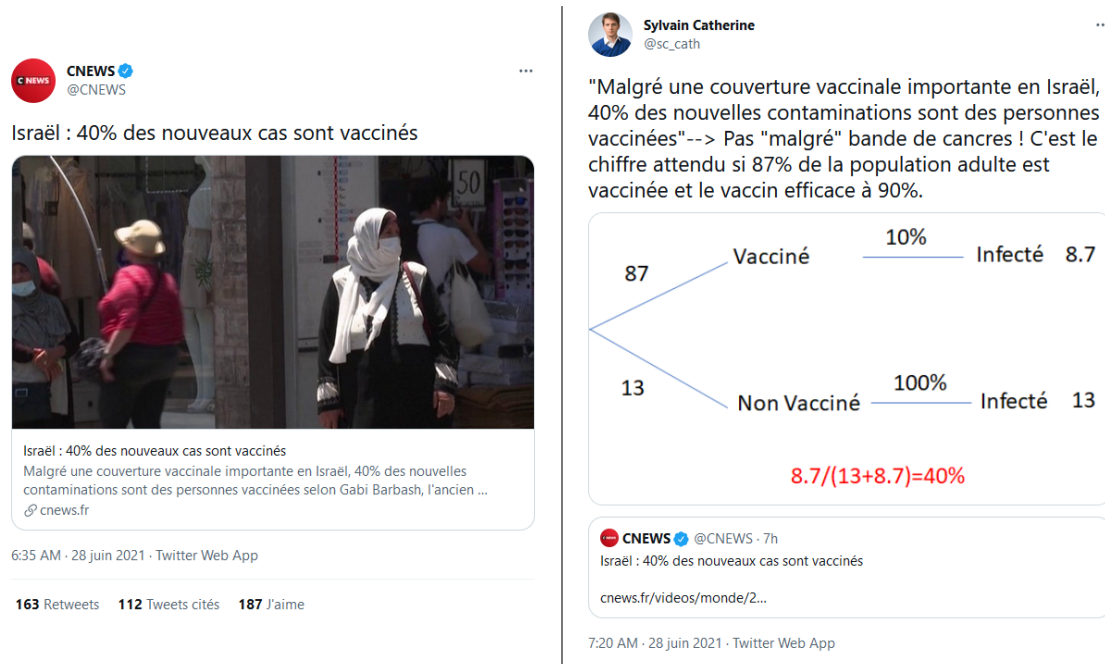 CNEWS
@CNEWS
C NEWS
Israël : 40% des nouveaux cas sont vaccinés
50
Israël : 40% des nouveaux cas sont vaccinés
Malgré une couverture vaccinale importante en Israël, 40% des nouvelles
contaminations sont des personnes vaccinées selon Gabi Barbash, l'ancien ...
cnews.fr
6:35 AM · 28 juin 2021 · Twitter Web App
163 Retweets 112 Tweets cités 187 J'aime
Sylvain Catherine
@sc_cath
"Malgré une couverture vaccinale importante en Israël,
40% des nouvelles contaminations sont des personnes
vaccinées"--> Pas "malgré" bande de cancres ! C'est le
chiffre attendu si 87% de la population adulte est
vaccinée et le vaccin efficace à 90%.
87 Vacciné 10% Infecté 8.7
13 Non Vacciné 100% Infecté 13
8.7/(13+8.7)=40%
CNEWS @CNEWS · 7h
Israël : 40% des nouveaux cas sont vaccinés
cnews.fr/videos/monde/2...
7:20 AM · 28 juin 2021 · Twitter Web App